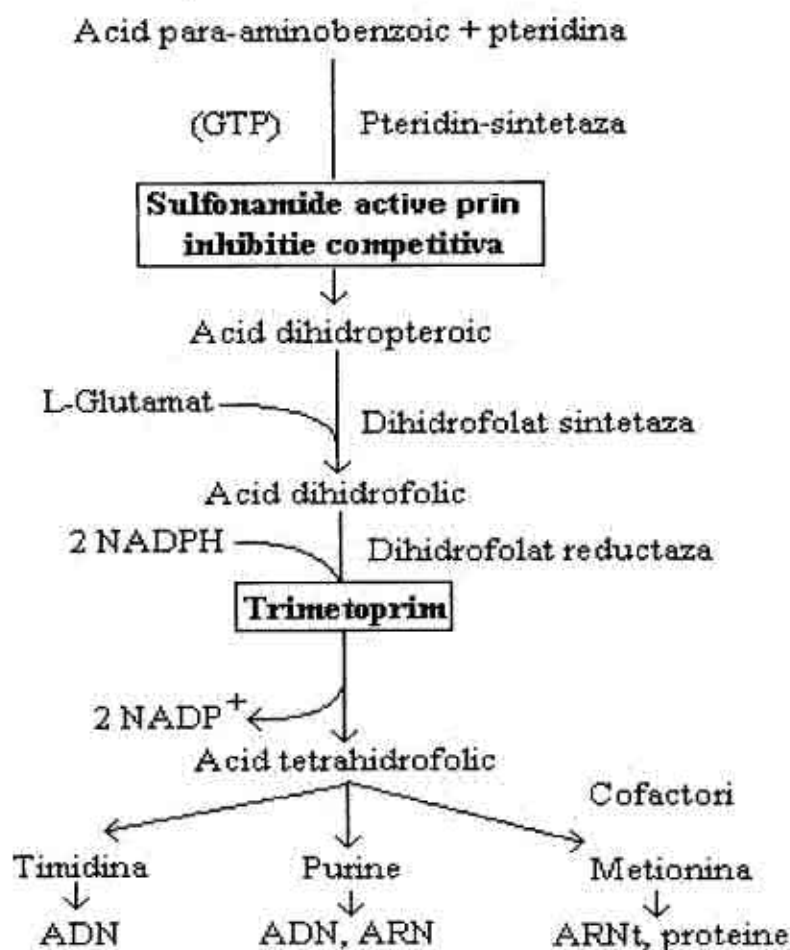 Acid para-aminobenzoic + pteridina
(GTP) Pteridin-sintetaza
Sulfonamide active prin
inhibitie competitiva
Acid dihidropteroic
L-Glutamat
Dihidrofolat sintetaza
Acid dihidrofolic
2 NADPH
Dihidrofolat reductaza
Trimetoprim
2 NADP+
Acid tetrahidrofolic
Cofactori
Timidina Purine Metionina
ADN ADN, ARN ARNt, proteine